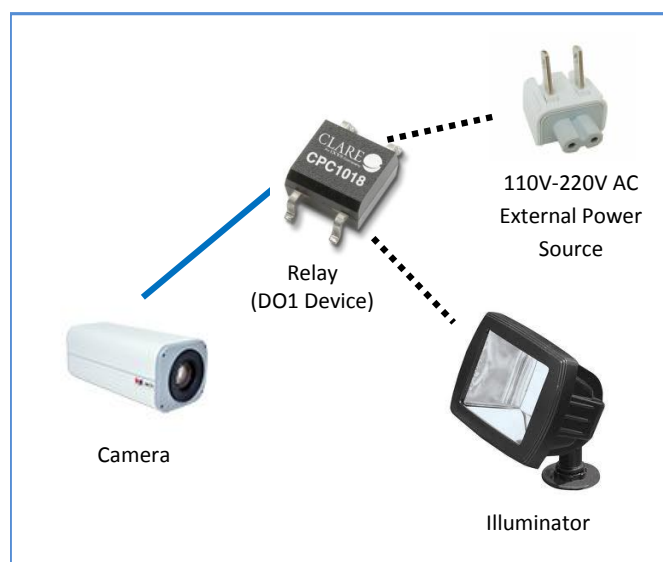 CLARE
CPC1018
110V-220V AC
External Power
Source
Relay
(DO1 Device)
Camera
Illuminator